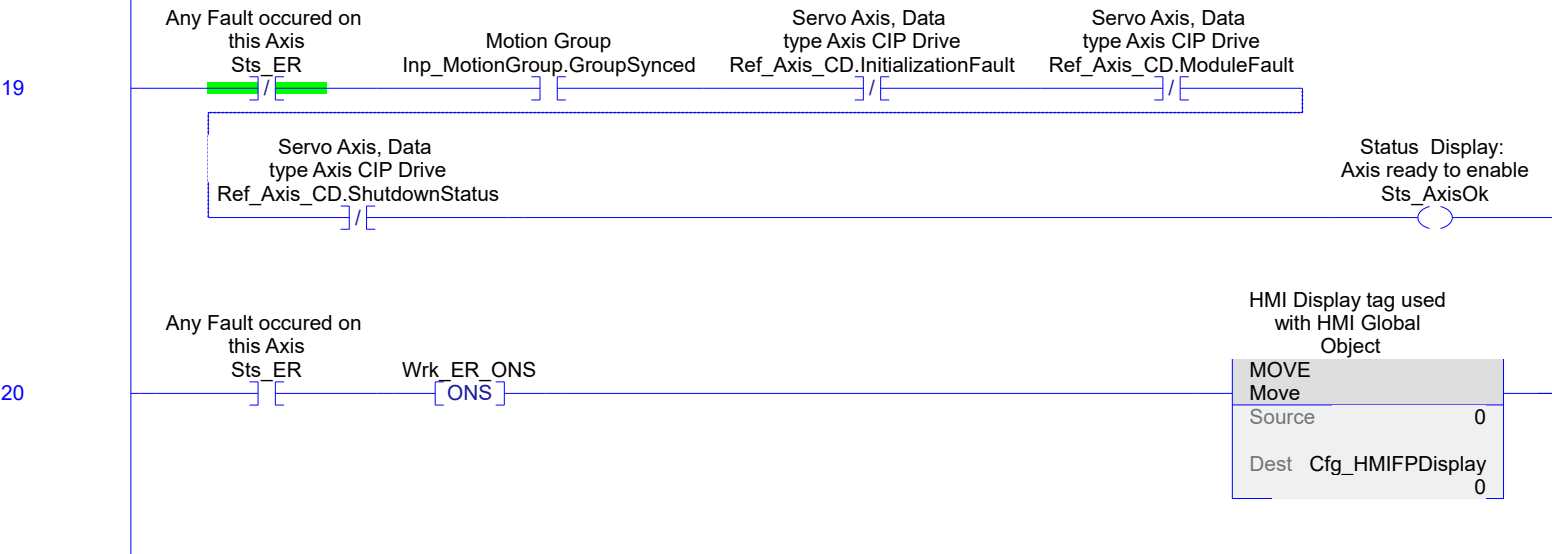 Any Fault occured on
this Axis
Sts_ER
Motion Group
Inp_MotionGroup.GroupSynced
Servo Axis, Data
type Axis CIP Drive
Ref_Axis_CD.InitializationFault
Servo Axis, Data
type Axis CIP Drive
Ref_Axis_CD.ModuleFault
19
Servo Axis, Data
type Axis CIP Drive
Ref_Axis_CD.ShutdownStatus
Status  Display:
Axis ready to enable
Sts_AxisOk
Any Fault occured on
this Axis
Sts_ER
Wrk_ER_ONS
ONS
HMI Display tag used
with HMI Global
Object
20
MOVE
Move
Source 0
Dest Cfg_HMIFPDisplay
0